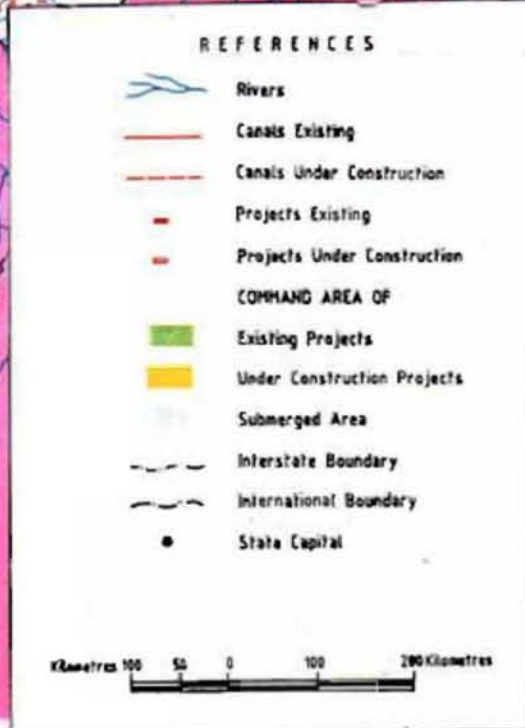 REFERENCES
Rivers
Canals Existing
Canals Under Construction
Projects Existing
Projects Under Construction
COMMAND AREA OF
Existing Projects
Under Construction Projects
Submerged Area
Interstate Boundary
International Boundary
State Capital
Kilometres 100 50 0 100 200 Kilometres